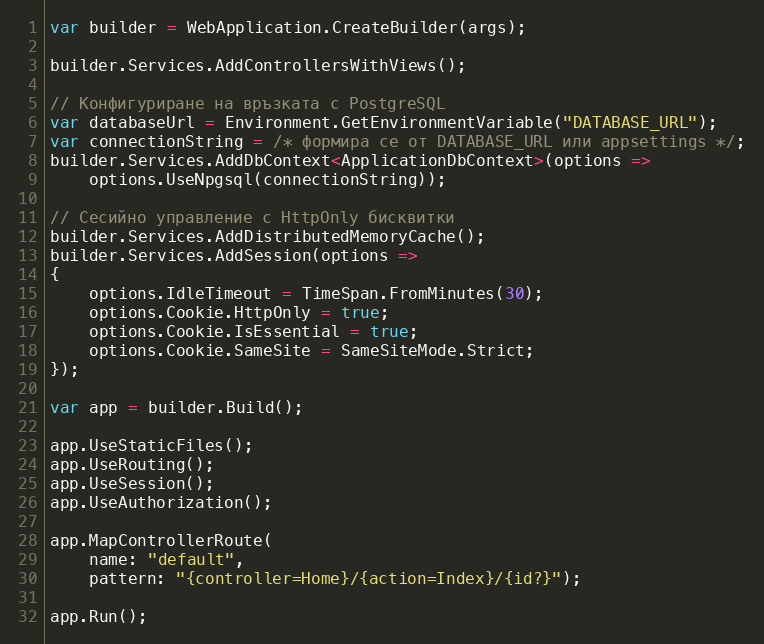 1 var builder = WebApplication.CreateBuilder(args);
2
3 builder.Services.AddControllersWithViews();
4
5 // Конфигуриране на връзката с PostgreSQL
6 var databaseUrl = Environment.GetEnvironmentVariable("DATABASE_URL");
7 var connectionString = /* формира се от DATABASE_URL или appsettings */;
8 builder.Services.AddDbContext<ApplicationDbContext>(options =>
9     options.UseNpgsql(connectionString));
10
11 // Сесийно управление с HttpOnly бисквитки
12 builder.Services.AddDistributedMemoryCache();
13 builder.Services.AddSession(options =>
14 {
15     options.IdleTimeout = TimeSpan.FromMinutes(30);
16     options.Cookie.HttpOnly = true;
17     options.Cookie.IsEssential = true;
18     options.Cookie.SameSite = SameSiteMode.Strict;
19 });
20
21 var app = builder.Build();
22
23 app.UseStaticFiles();
24 app.UseRouting();
25 app.UseSession();
26 app.UseAuthorization();
27
28 app.MapControllerRoute(
29     name: "default",
30     pattern: "{controller=Home}/{action=Index}/{id?}");
31
32 app.Run();